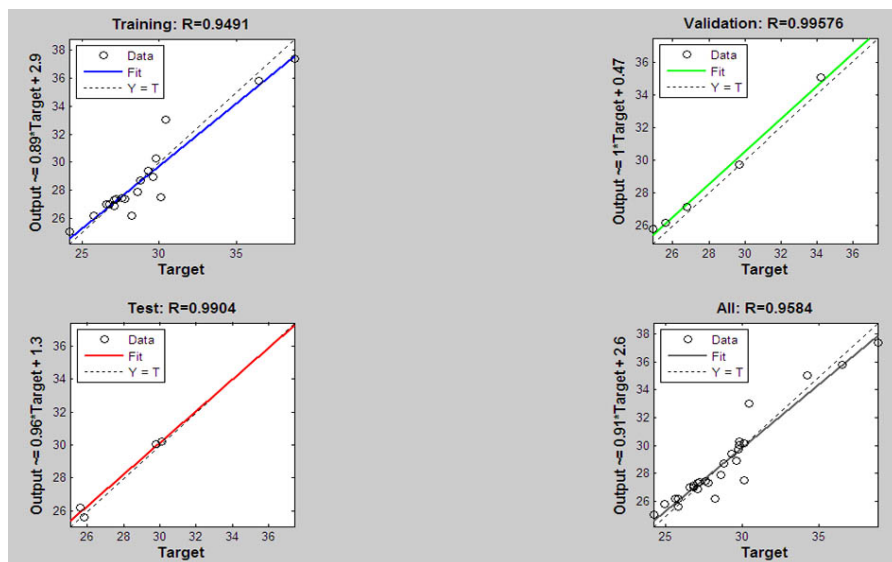 Training: R=0.9491
Output ~= 0.89*Target + 2.9
Data
Fit
Y = T
38
36
34
32
30
28
26
25
30
35
Target
Validation: R=0.99576
Output ~= 1*Target + 0.47
Data
Fit
Y = T
36
34
32
30
28
26
26
28
30
32
34
36
Target
Test: R=0.9904
Output ~= 0.96*Target + 1.3
Data
Fit
Y = T
36
34
32
30
28
26
26
28
30
32
34
36
Target
All: R=0.9584
Output ~= 0.91*Target + 2.6
Data
Fit
Y = T
38
36
34
32
30
28
26
25
30
35
Target